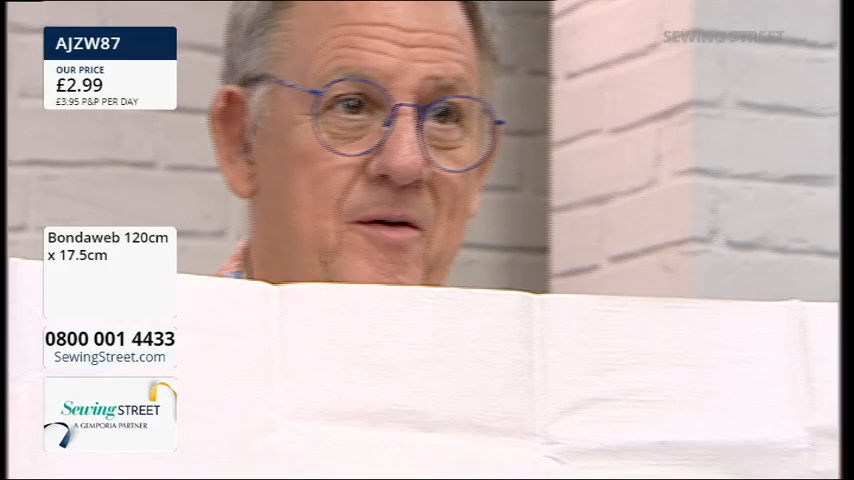 AJZW87
OUR PRICE
£2.99
£3.95 P&P PER DAY
SEWING STREET
Bondaweb 120cm
x 17.5cm
0800 001 4433
SewingStreet.com
Sewing STREET
A GEMPORIA PARTNER